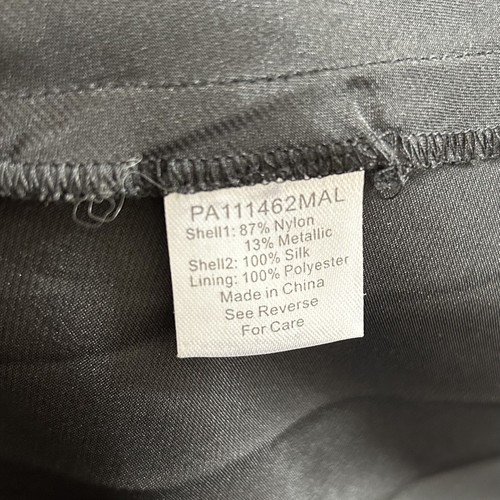 PA111462MAL
Shell1: 87% Nylon
13% Metallic
Shell2: 100% Silk
Lining: 100% Polyester
Made in China
See Reverse
For Care